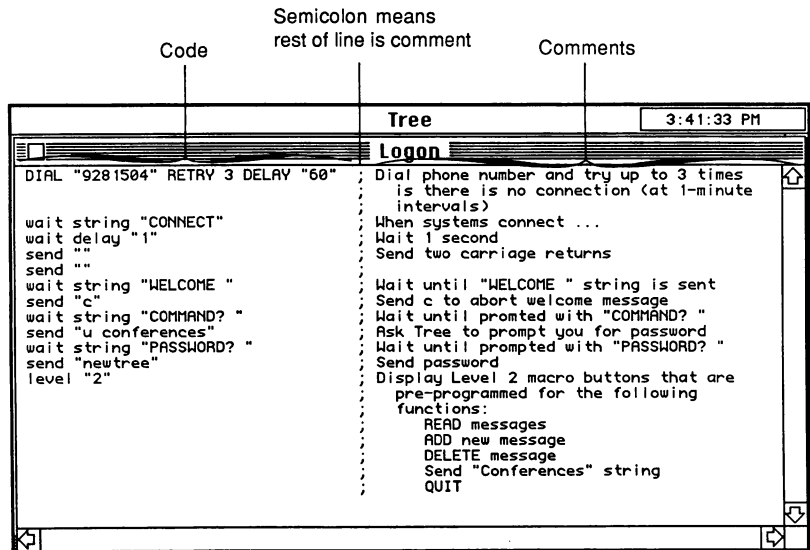 Semicolon means
rest of line is comment
Code
Comments
Tree
3:41:33 PM
Logon
DIAL "9281504" RETRY 3 DELAY "60" ; Dial phone number and try up to 3 times
; is there is no connection (at 1-minute
; intervals)
wait string "CONNECT" ; When systems connect ...
wait delay "1" ; Wait 1 second
send "" ; Send two carriage returns
send "" ;
wait string "WELCOME " ; Wait until "WELCOME " string is sent
send "c" ; Send c to abort welcome message
wait string "COMMAND? " ; Wait until promted with "COMMAND? "
send "u conferences" ; Ask Tree to prompt you for password
wait string "PASSWORD? " ; Wait until prompted with "PASSWORD? "
send "newtree" ; Send password
level "2" ; Display Level 2 macro buttons that are
; pre-programmed for the following
; functions:
; READ messages
; ADD new message
; DELETE message
; Send "Conferences" string
; QUIT